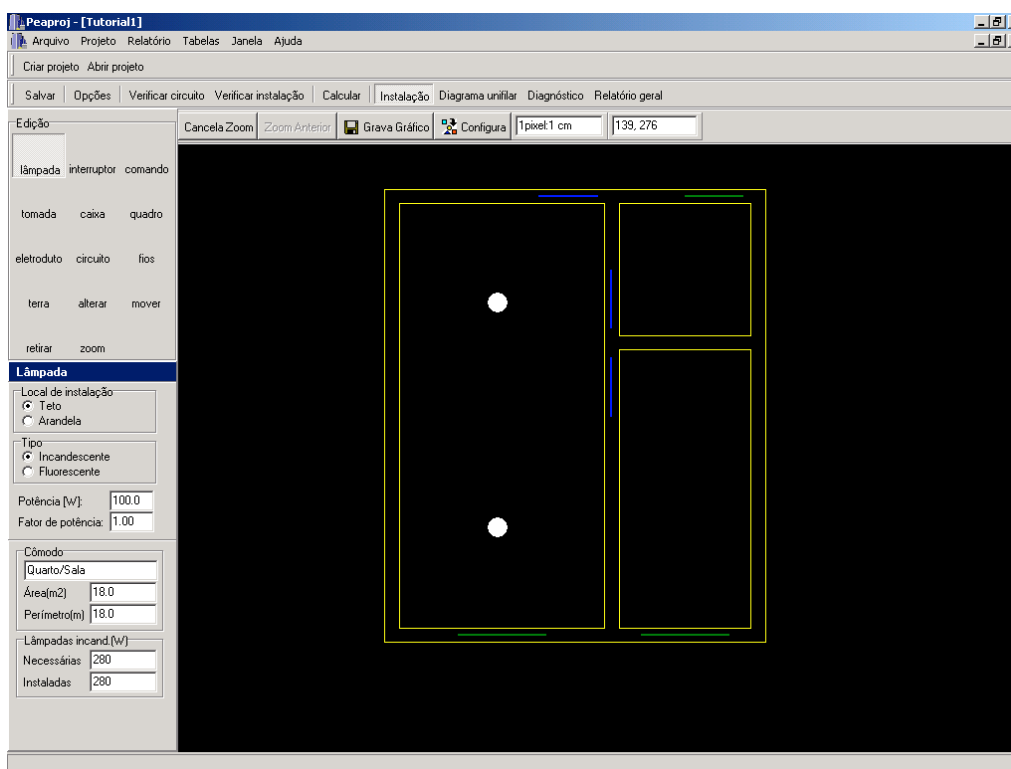 Peaproj - [Tutorial1]
Arquivo Projeto Relatório Tabelas Janela Ajuda
Criar projeto Abrir projeto
Salvar Opções Verificar circuito Verificar instalação Calcular Instalação Diagrama unifilar Diagnóstico Relatório geral
Edição
Cancela Zoom Zoom Anterior Grava Gráfico Configura 1pixel:1 cm 139, 276
lâmpada interruptor comando
tomada caixa quadro
eletroduto circuito fios
terra alterar mover
retirar zoom
Lâmpada
Local de instalação
Teto
Arandela
Tipo
Incandescente
Fluorescente
Potência [W]: 100.0
Fator de potência: 1.00
Cômodo
Quarto/Sala
Área(m2) 18.0
Perímetro(m) 18.0
Lâmpadas incand.(W)
Necessárias 280
Instaladas 280